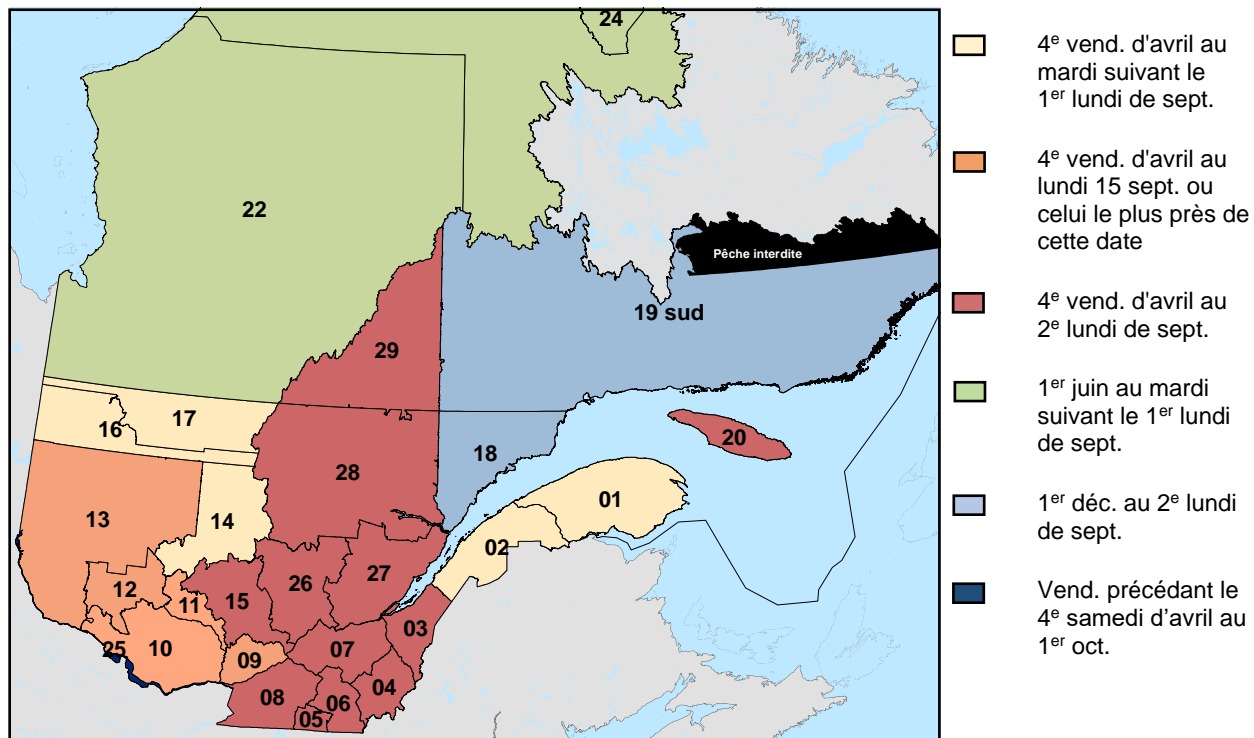 24
22
Pêche interdite
19 sud
29
17
16
20
18
28
01
13
14
02
27
26
12
15
11
03
10
07
25
09
04
08
06
05
4e vend. d'avril au
mardi suivant le
1er lundi de sept.
4e vend. d'avril au
lundi 15 sept. ou
celui le plus près de
cette date
4e vend. d'avril au
2e lundi de sept.
1er juin au mardi
suivant le 1er lundi
de sept.
1er déc. au 2e lundi
de sept.
Vend. précédant le
4e samedi d’avril au
1er oct.